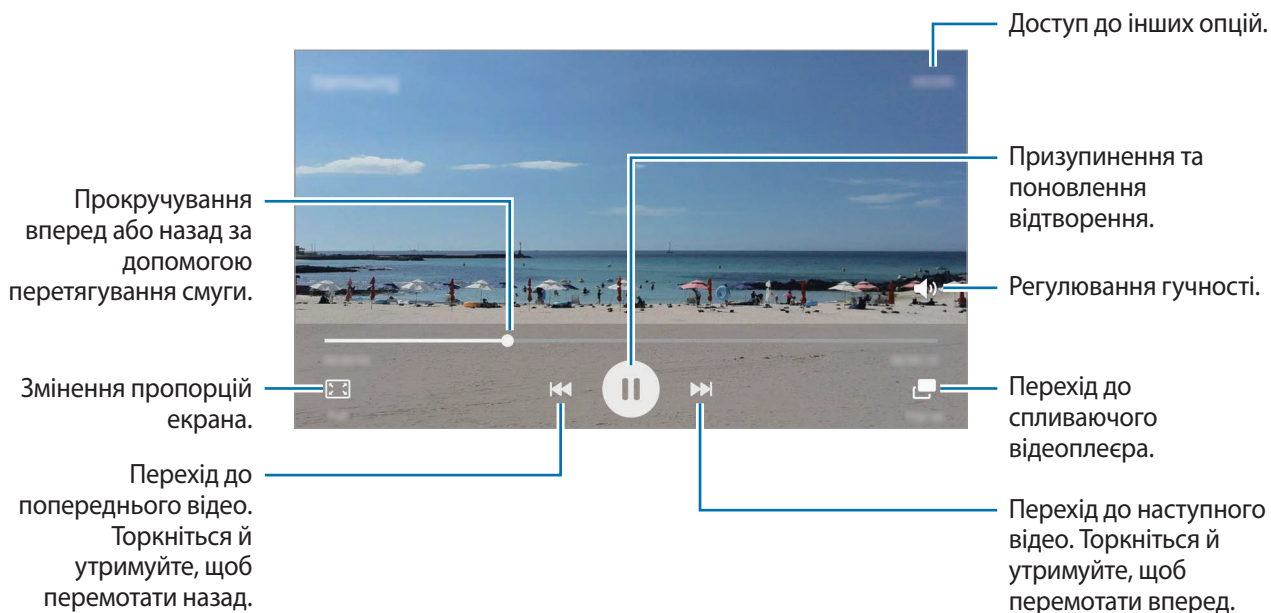 Доступ до інших опцій.
Призупинення та
поновлення
відтворення.
Прокручування
вперед або назад за
допомогою
перетягування смуги.
Регулювання гучності.
Змінення пропорцій
екрана.
Перехід до
спливаючого
відеоплеєра.
Перехід до
попереднього відео.
Торкніться й
утримуйте, щоб
перемотати назад.
Перехід до наступного
відео. Торкніться й
утримуйте, щоб
перемотати вперед.